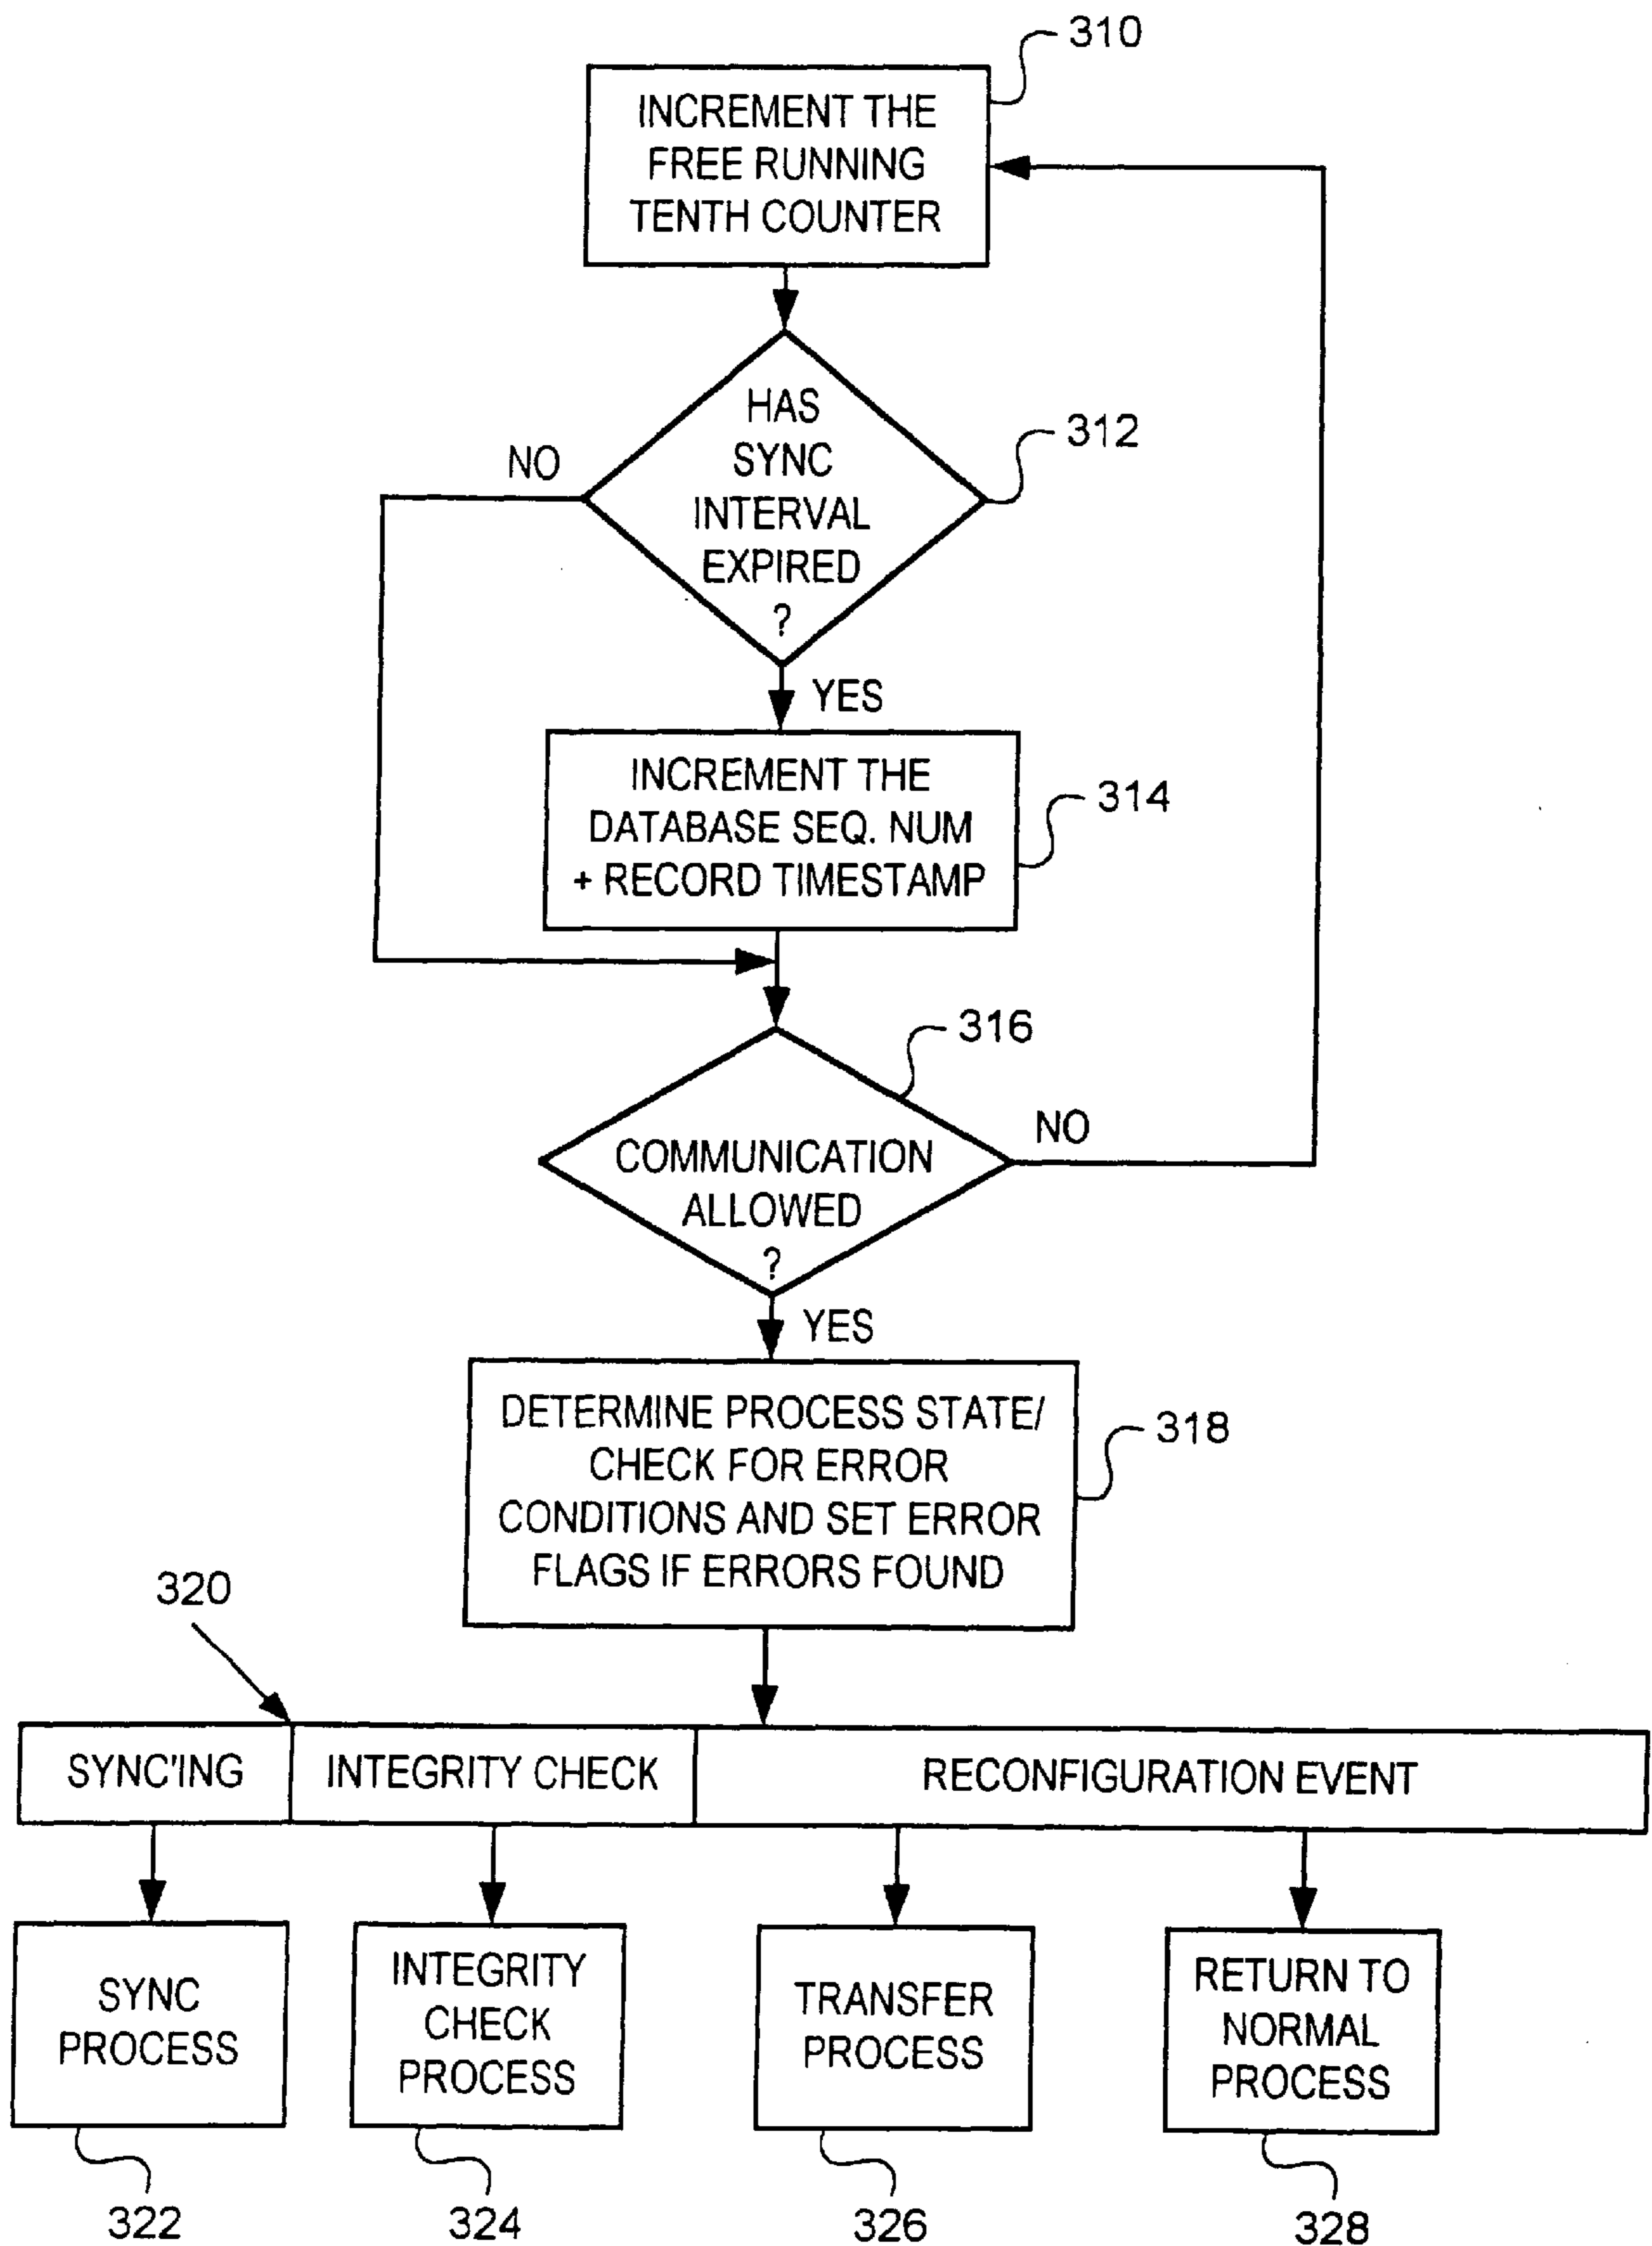 310
INCREMENT THE
FREE RUNNING
TENTH COUNTER
HAS
SYNC
INTERVAL
EXPIRED
?
312
NO
YES
INCREMENT THE
DATABASE SEQ. NUM
+ RECORD TIMESTAMP
314
316
COMMUNICATION
ALLOWED
?
NO
YES
DETERMINE PROCESS STATE/
CHECK FOR ERROR
CONDITIONS AND SET ERROR
FLAGS IF ERRORS FOUND
318
320
SYNC'ING
INTEGRITY CHECK
RECONFIGURATION EVENT
SYNC
PROCESS
INTEGRITY
CHECK
PROCESS
TRANSFER
PROCESS
RETURN TO
NORMAL
PROCESS
322
324
326
328